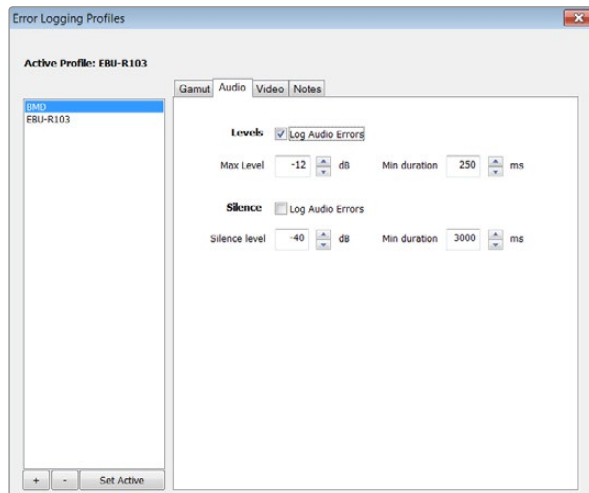 Error Logging Profiles
Active Profile: EBU-R103
Gamut Audio Video Notes
BMD
EBU-R103
Levels Log Audio Errors
Max Level -12 dB Min duration 250 ms
Silence Log Audio Errors
Silence level -40 dB Min duration 3000 ms
+ - Set Active